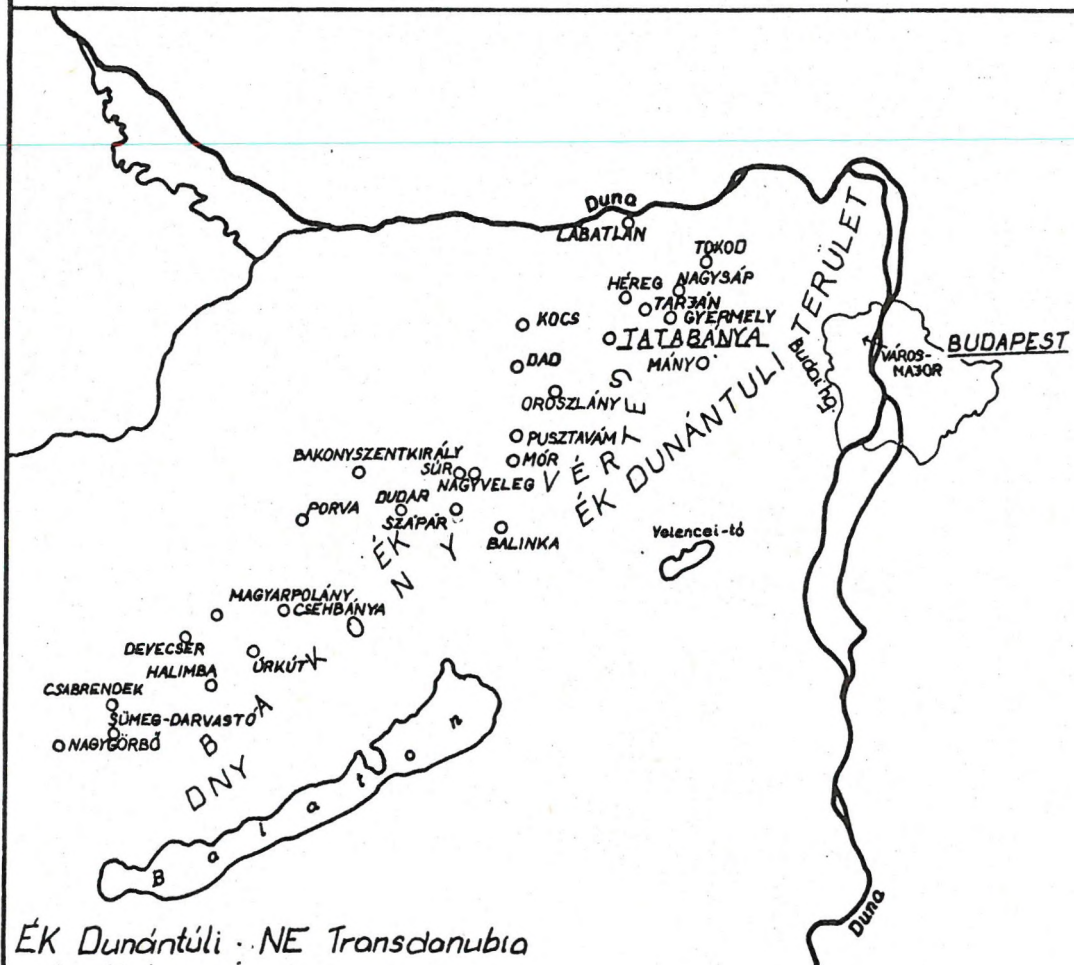 Duna
LÁBATLAN
TOKOD
HÉREG
NAGYSÁP
TARJÁN
GYERMELY
KOCS
TATABÁNYA
BUDAPEST
VÁROS-
MAJOR
Budai hg.
DAD
MÁNY
OROSZLÁNY
ÉK DUNÁNTÚLI TERÜLET
VÉRTES
PUSZTAVÁM
BAKONYSZENTKIRÁLY
SÚR
MÓR
NAGYVELEG
DUDAR
PORVA
SZÁPÁR
BALINKA
Velencei-tó
ÉK
BAKONY
DNY
MAGYARPOLÁNY
CSEHBÁNYA
DEVECSER
ÚRKÚT
HALIMBA
CSABRENDEK
SÜMEG-DARVASTÓ
NAGYGÖRBŐ
Balaton
Duna
ÉK Dunántúli : NE Transdanubia